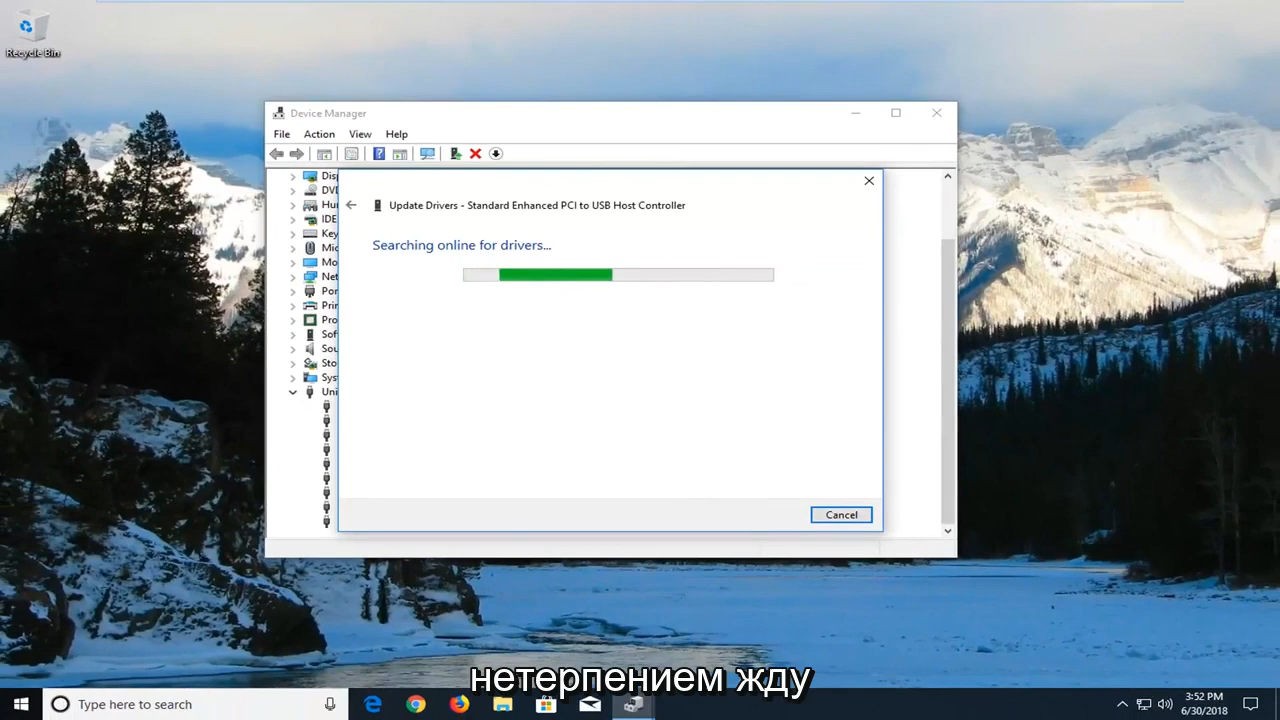 Recycle Bin
Device Manager
File Action View Help
Update Drivers - Standard Enhanced PCI to USB Host Controller
Searching online for drivers...
Cancel
нетерпением жду
Type here to search
3:52 PM
6/30/2018